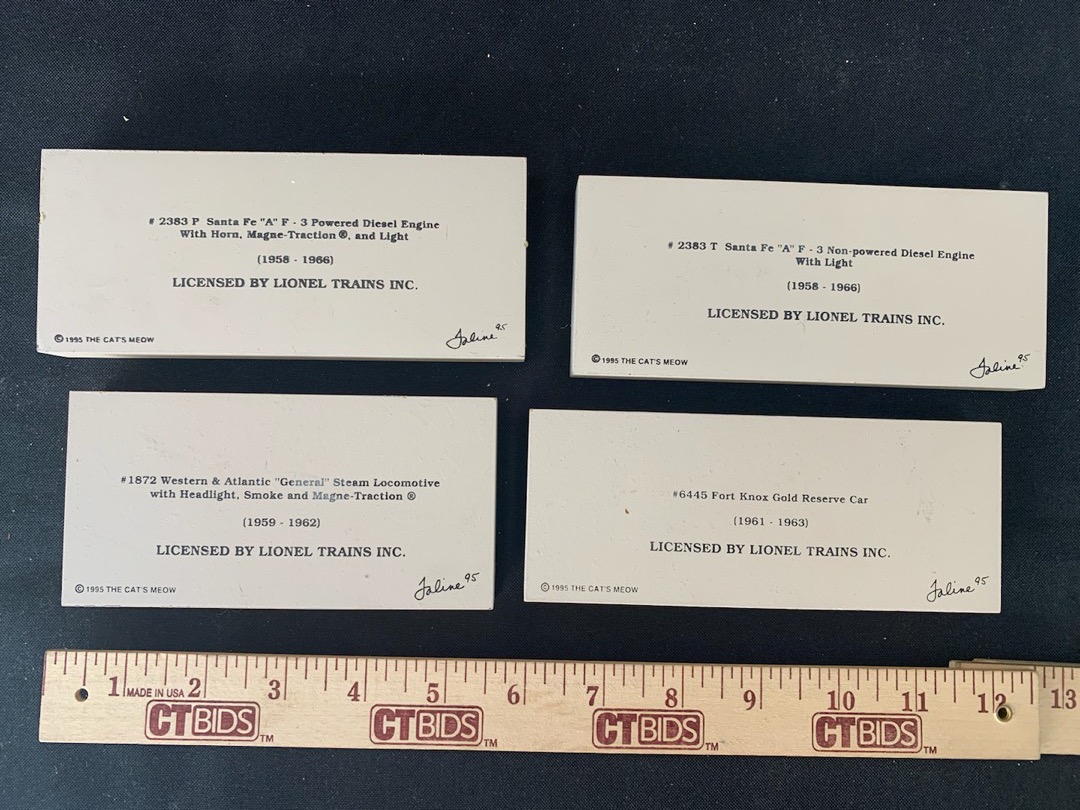 # 2383 P Santa Fe "A" F - 3 Powered Diesel Engine
With Horn, Magne-Traction ®, and Light
(1958 - 1966)
LICENSED BY LIONEL TRAINS INC.
© 1995 THE CAT'S MEOW
Faline 95
# 2383 T Santa Fe "A" F - 3 Non-powered Diesel Engine
With Light
(1958 - 1966)
LICENSED BY LIONEL TRAINS INC.
© 1995 THE CAT'S MEOW
Faline 95
#1872 Western & Atlantic "General" Steam Locomotive
with Headlight, Smoke and Magne-Traction ®
(1959 - 1962)
LICENSED BY LIONEL TRAINS INC.
© 1995 THE CAT'S MEOW
Faline 95
#6445 Fort Knox Gold Reserve Car
(1961 - 1963)
LICENSED BY LIONEL TRAINS INC.
© 1995 THE CAT'S MEOW
Faline 95
1 MADE IN USA 2 3 4 5 6 7 8 9 10 11 12 13
CTBIDS TM CTBIDS TM CTBIDS TM CTBIDS TM